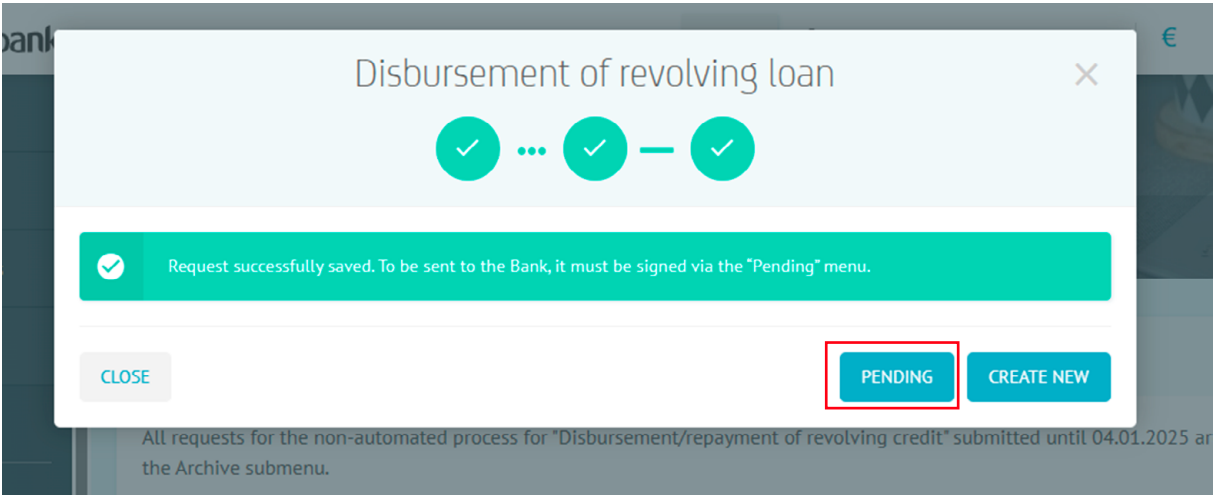 bank
Disbursement of revolving loan
€
Request successfully saved. To be sent to the Bank, it must be signed via the “Pending” menu.
CLOSE
PENDING
CREATE NEW
All requests for the non-automated process for "Disbursement/repayment of revolving credit" submitted until 04.01.2025 ar
the Archive submenu.